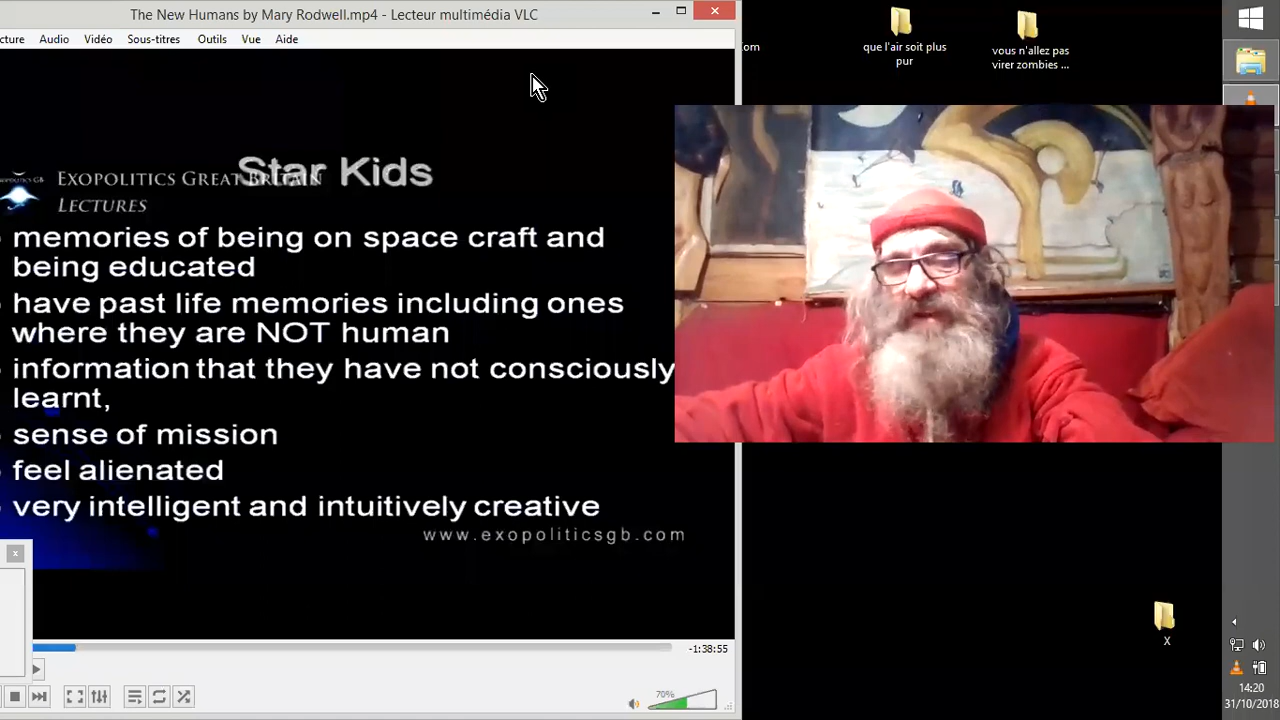 The New Humans by Mary Rodwell.mp4 - Lecteur multimédia VLC
cture Audio Vidéo Sous-titres Outils Vue Aide
Star Kids
EXOPOLITICS GREAT BRITAIN
LECTURES
memories of being on space craft and
being educated
have past life memories including ones
where they are NOT human
information that they have not consciously
learnt,
sense of mission
feel alienated
very intelligent and intuitively creative
www.exopoliticsgb.com
-1:38:55
70%
om
que l'air soit plus
pur
vous n'allez pas
virer zombies ...
X
14:20
31/10/2018